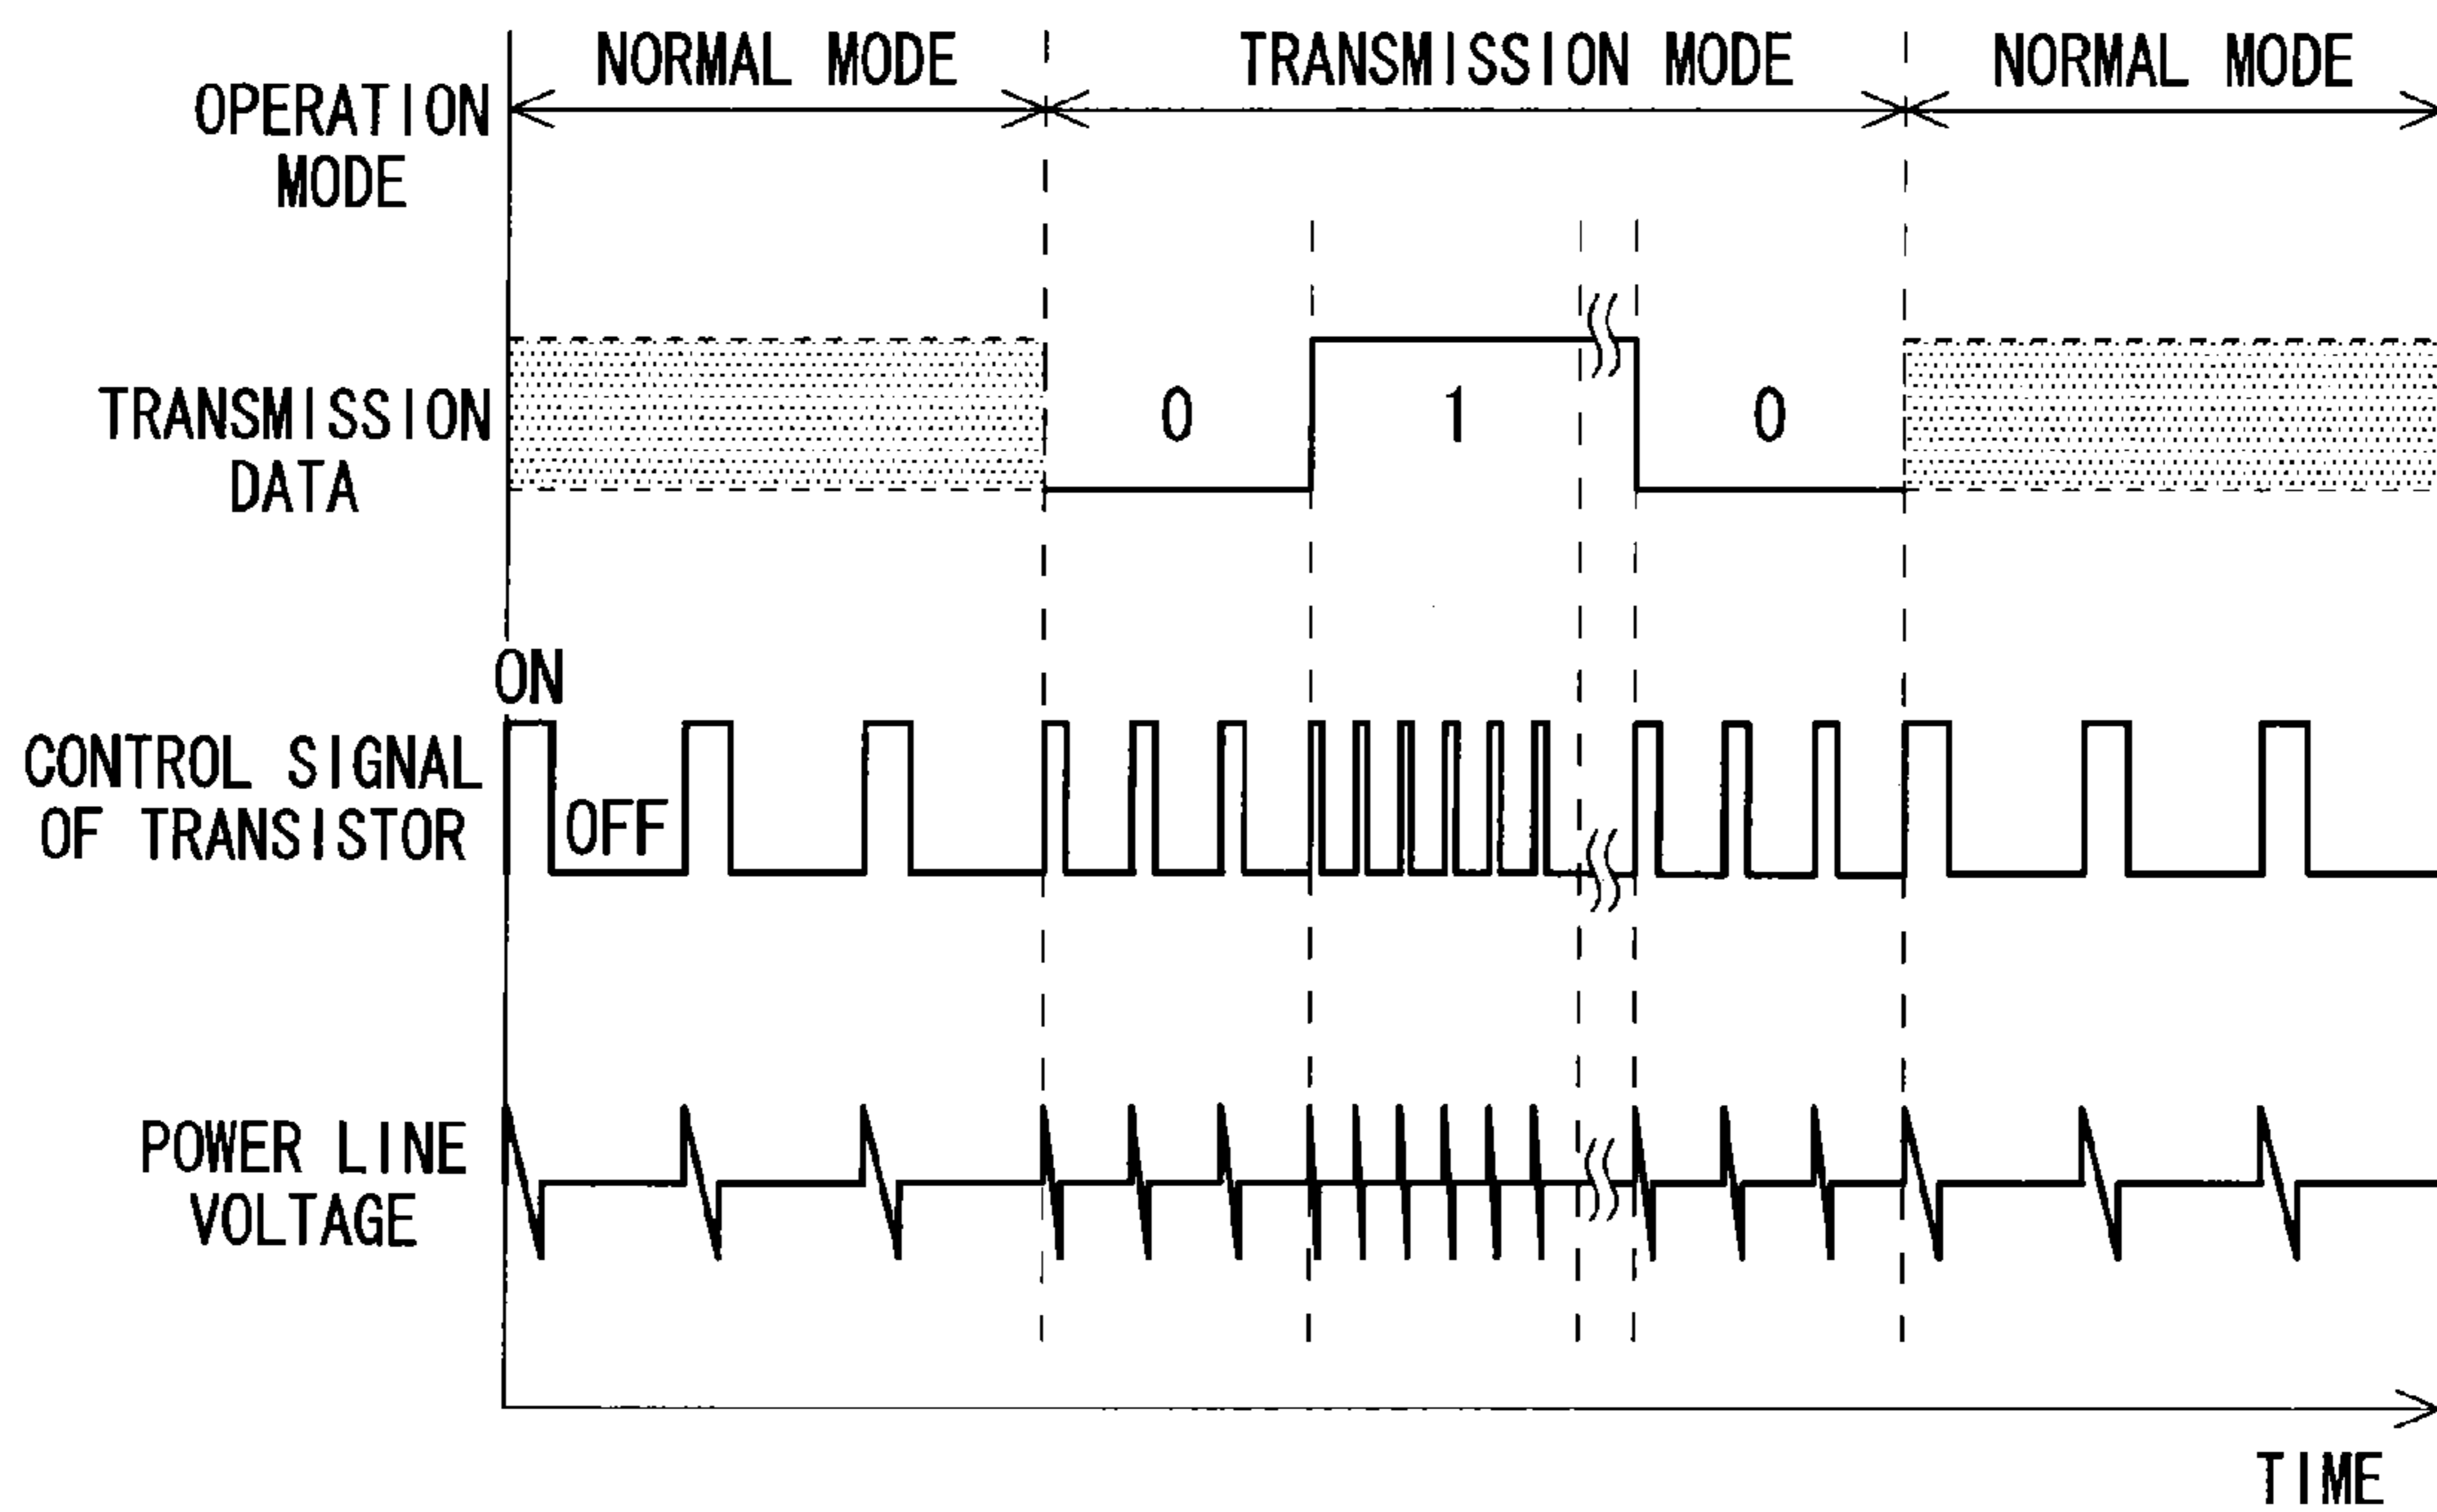 NORMAL MODE TRANSMISSION MODE NORMAL MODE
OPERATION
MODE
TRANSMISSION
DATA
0 1 0
ON
CONTROL SIGNAL
OF TRANSISTOR
OFF
POWER LINE
VOLTAGE
TIME